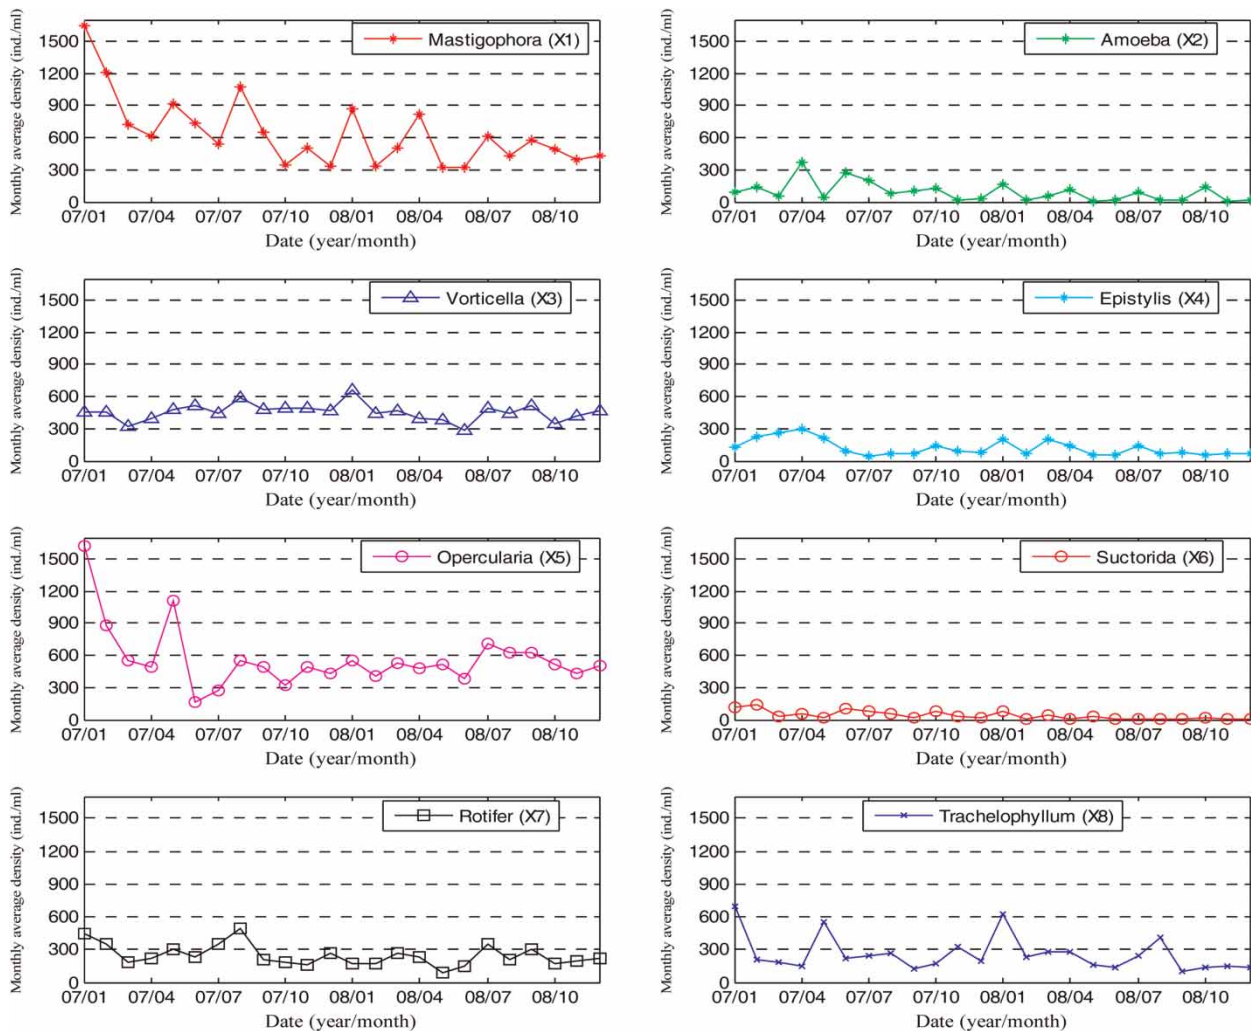 Mastigophora (X1)
Monthly average density (ind./ml)
1500
1200
900
600
300
0
07/01 07/04 07/07 07/10 08/01 08/04 08/07 08/10
Date (year/month)
Amoeba (X2)
Monthly average density (ind./ml)
1500
1200
900
600
300
0
07/01 07/04 07/07 07/10 08/01 08/04 08/07 08/10
Date (year/month)
Vorticella (X3)
Monthly average density (ind./ml)
1500
1200
900
600
300
0
07/01 07/04 07/07 07/10 08/01 08/04 08/07 08/10
Date (year/month)
Epistylis (X4)
Monthly average density (ind./ml)
1500
1200
900
600
300
0
07/01 07/04 07/07 07/10 08/01 08/04 08/07 08/10
Date (year/month)
Opercularia (X5)
Monthly average density (ind./ml)
1500
1200
900
600
300
0
07/01 07/04 07/07 07/10 08/01 08/04 08/07 08/10
Date (year/month)
Suctorida (X6)
Monthly average density (ind./ml)
1500
1200
900
600
300
0
07/01 07/04 07/07 07/10 08/01 08/04 08/07 08/10
Date (year/month)
Rotifer (X7)
Monthly average density (ind./ml)
1500
1200
900
600
300
0
07/01 07/04 07/07 07/10 08/01 08/04 08/07 08/10
Date (year/month)
Trachelophyllum (X8)
Monthly average density (ind./ml)
1500
1200
900
600
300
0
07/01 07/04 07/07 07/10 08/01 08/04 08/07 08/10
Date (year/month)